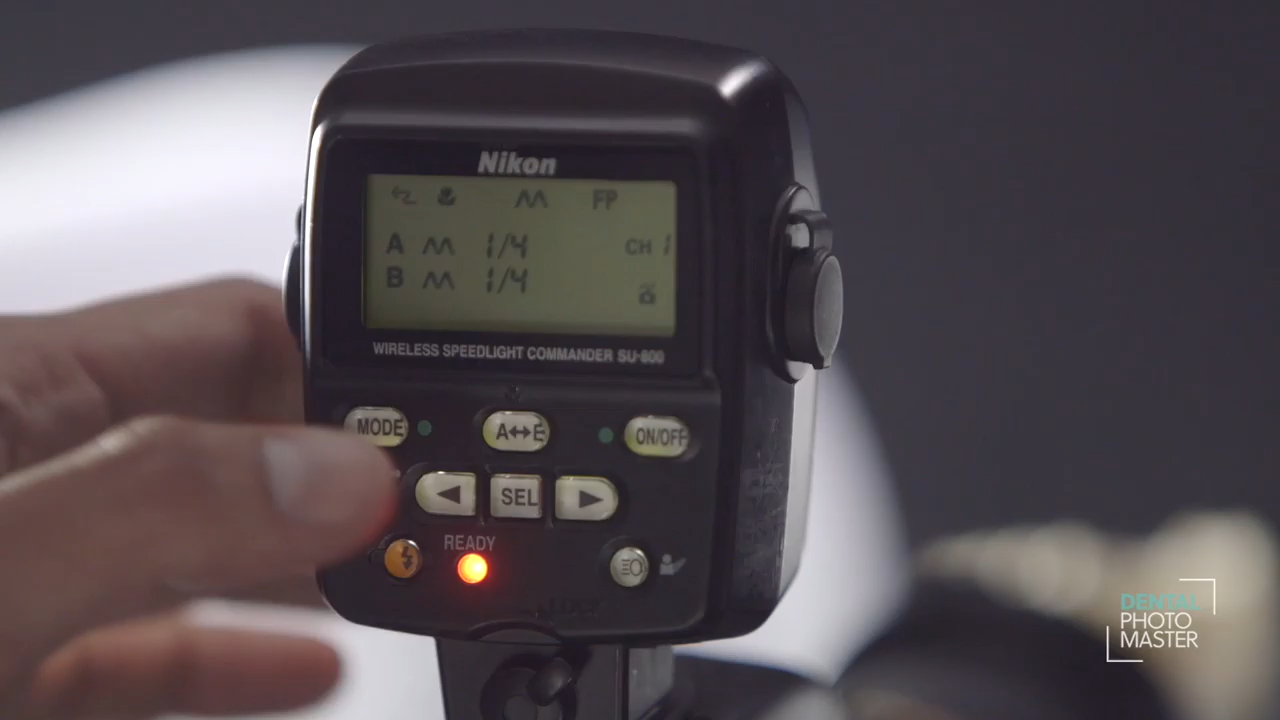 Nikon
FP
A 1/4 CH 1
B 1/4
WIRELESS SPEEDLIGHT COMMANDER SU-800
MODE A↔B ON/OFF
◀ SEL ▶
READY
DENTAL
PHOTO
MASTER